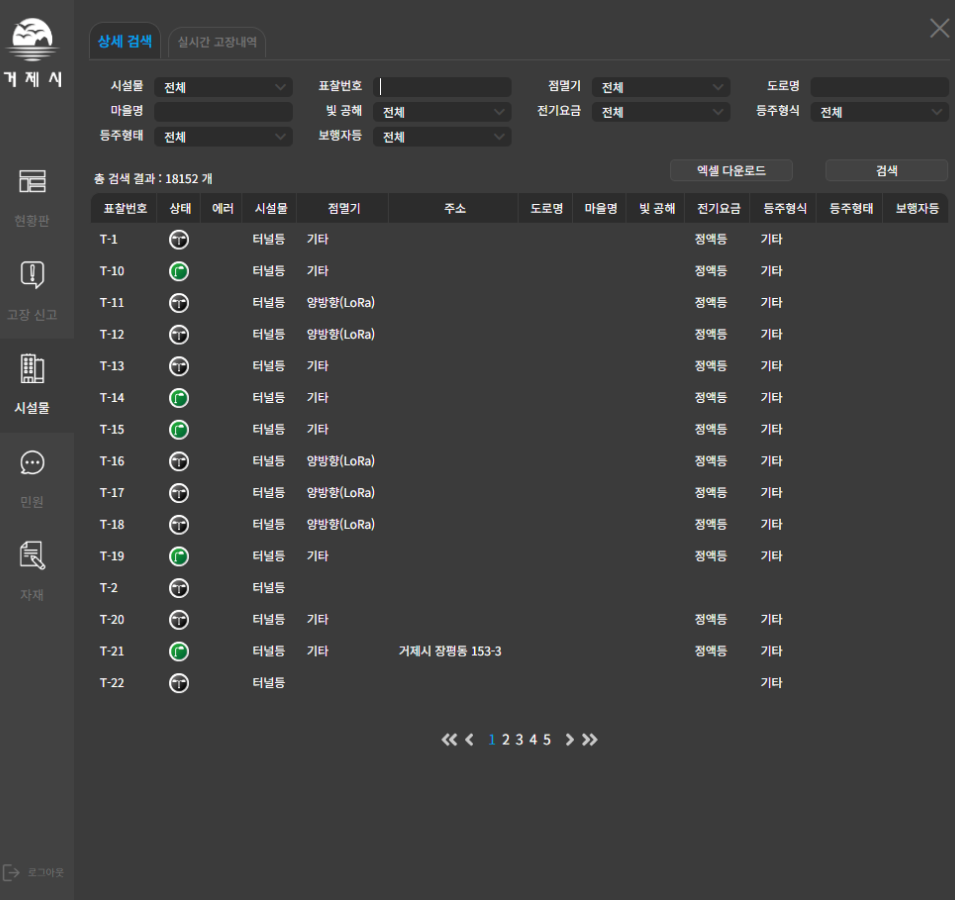 거제시
상세 검색 실시간 고장내역
시설물 전체 표찰번호 점멸기 전체 도로명
마을명 빛 공해 전체 전기요금 전체 등주형식 전체
등주형태 전체 보행자등 전체
총 검색 결과 : 18152 개 엑셀 다운로드 검색
표찰번호 상태 에러 시설물 점멸기 주소 도로명 마을명 빛 공해 전기요금 등주형식 등주형태 보행자등
T-1 터널등 기타 정액등 기타
T-10 터널등 기타 정액등 기타
T-11 터널등 양방향(LoRa) 정액등 기타
T-12 터널등 양방향(LoRa) 정액등 기타
T-13 터널등 기타 정액등 기타
T-14 터널등 기타 정액등 기타
T-15 터널등 기타 정액등 기타
T-16 터널등 양방향(LoRa) 정액등 기타
T-17 터널등 양방향(LoRa) 정액등 기타
T-18 터널등 양방향(LoRa) 정액등 기타
T-19 터널등 기타 정액등 기타
T-2 터널등
T-20 터널등 기타 정액등 기타
T-21 터널등 기타 거제시 장평동 153-3 정액등 기타
T-22 터널등 기타
1 2 3 4 5
현황판
고장 신고
시설물
민원
자재
로그아웃